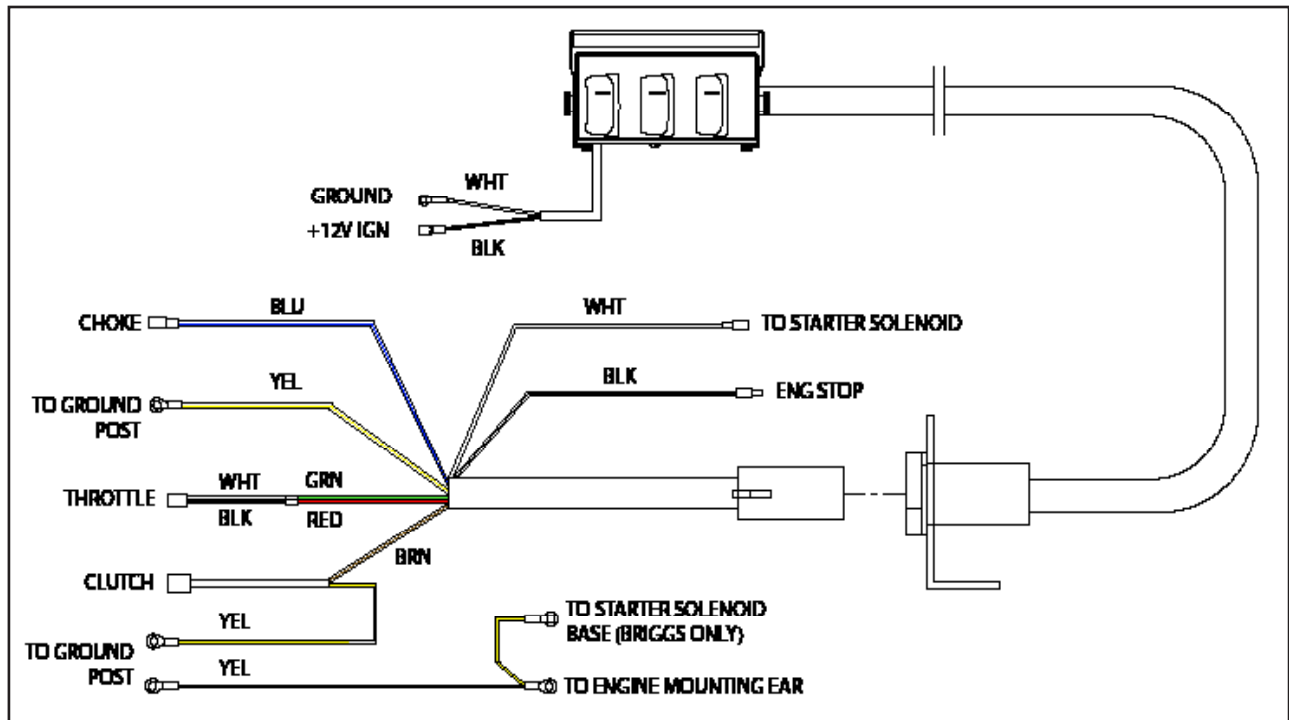 WHT
GROUND
+12V IGN
BLK
BLU
WHT
CHOKE
TO STARTER SOLENOID
YEL
BLK
ENG STOP
TO GROUND
POST
WHT
GRN
THROTTLE
BLK
RED
BRN
CLUTCH
YEL
TO STARTER SOLENOID
BASE (BRIGGS ONLY)
TO GROUND
POST
YEL
TO ENGINE MOUNTING EAR